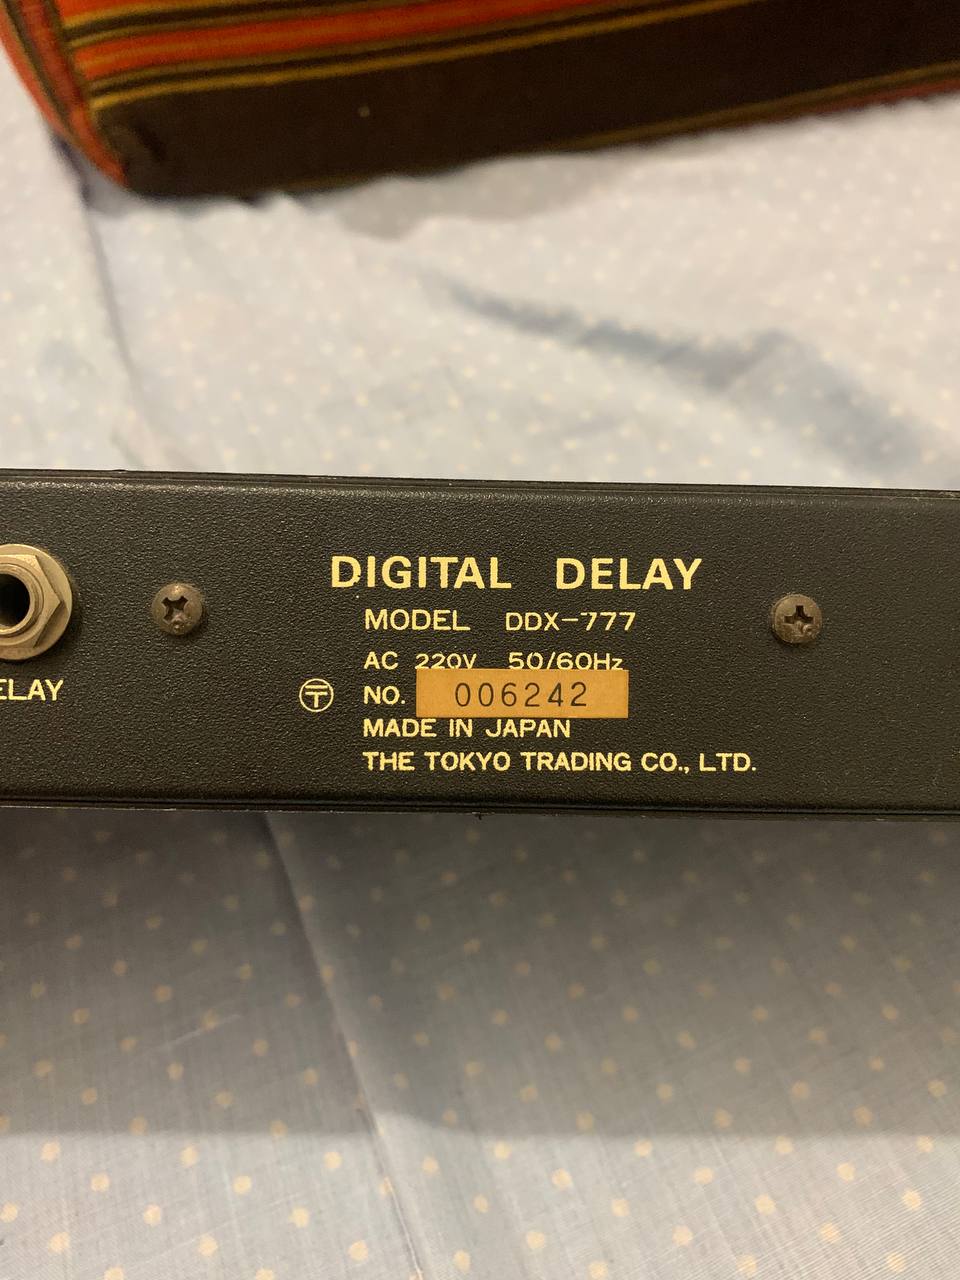 DIGITAL DELAY
MODEL DDX-777
AC 220V 50/60Hz
〶 NO. 006242
MADE IN JAPAN
THE TOKYO TRADING CO., LTD.
ELAY